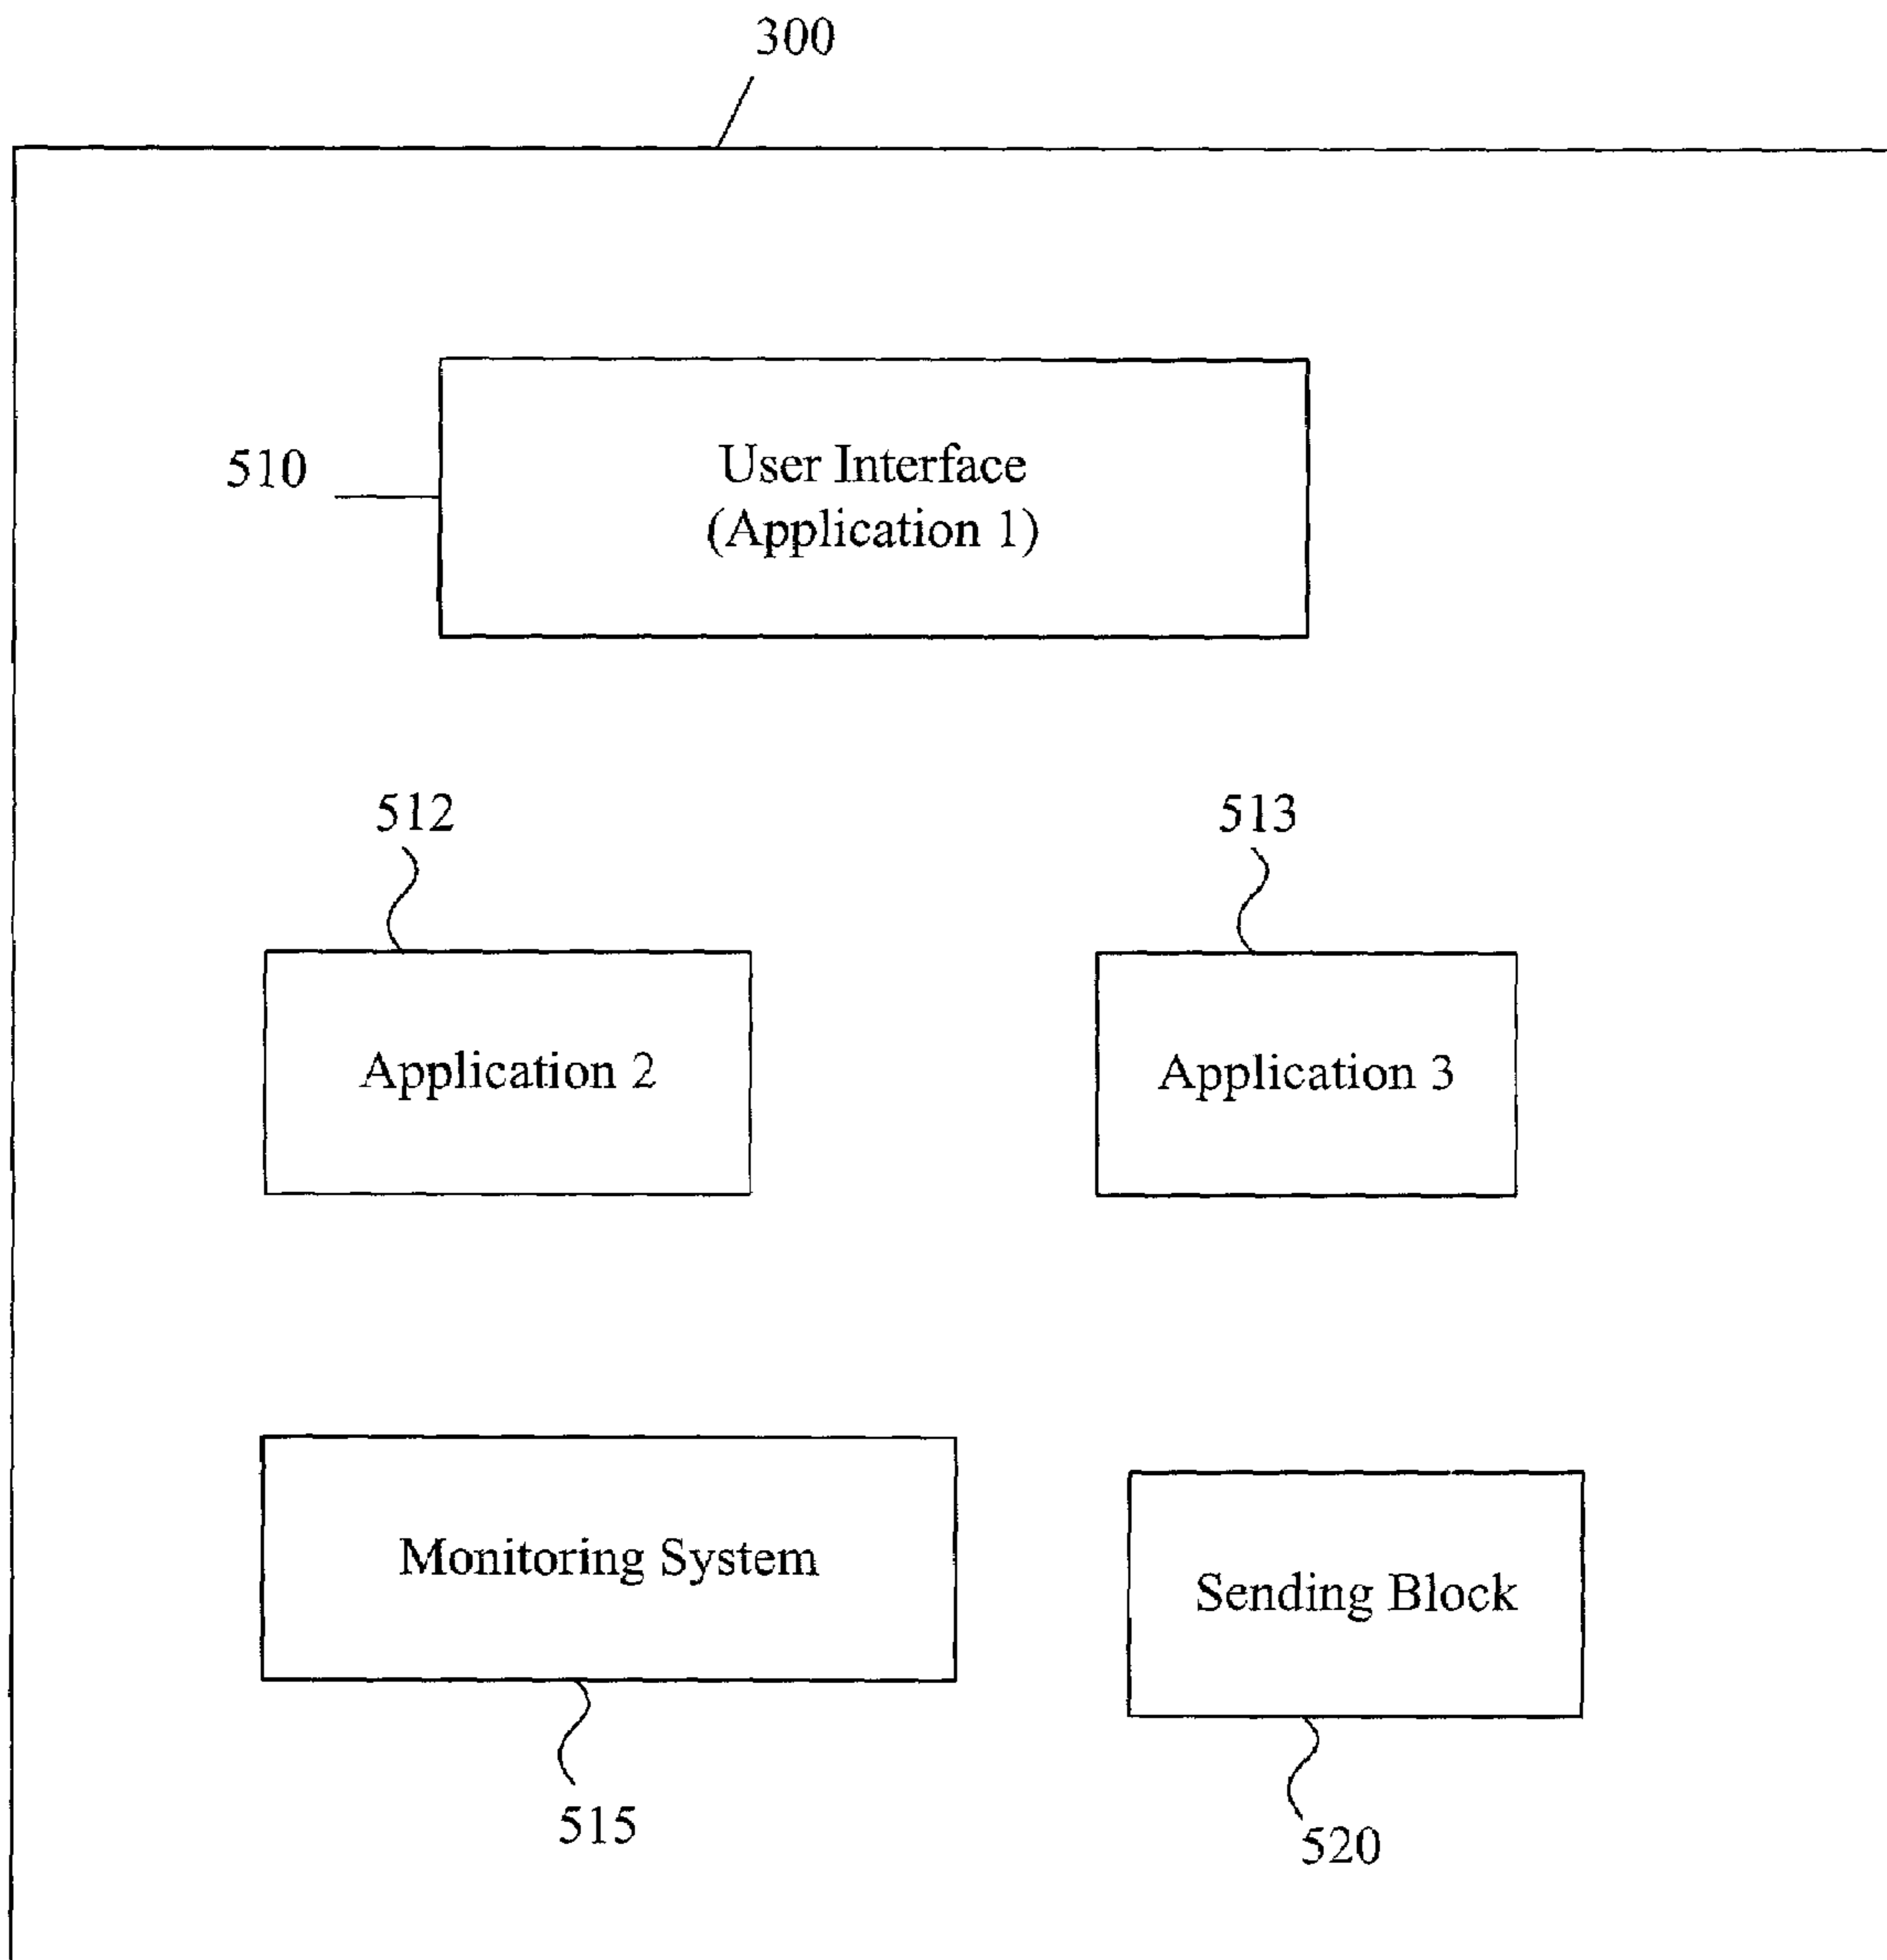 300
510
User Interface
(Application 1)
512
513
Application 2
Application 3
Monitoring System
Sending Block
515
520